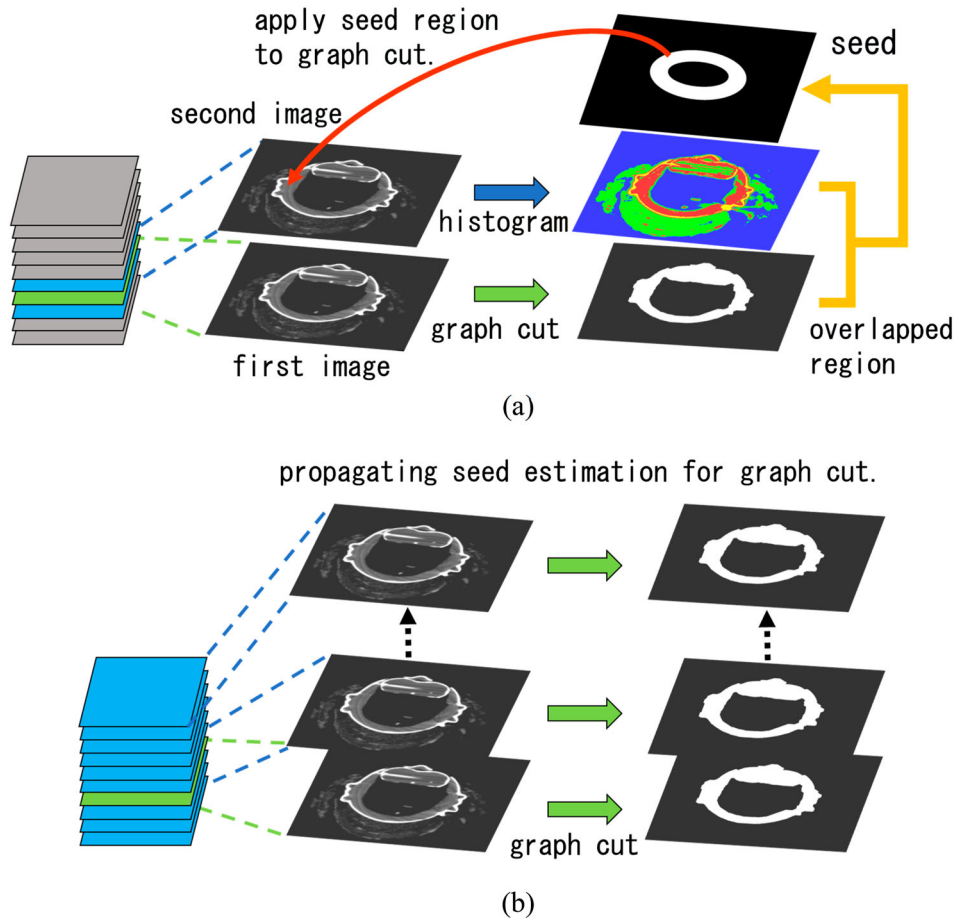 apply seed region
to graph cut.
seed
second image
histogram
graph cut
first image
overlapped
region
(a)
propagating seed estimation for graph cut.
graph cut
(b)